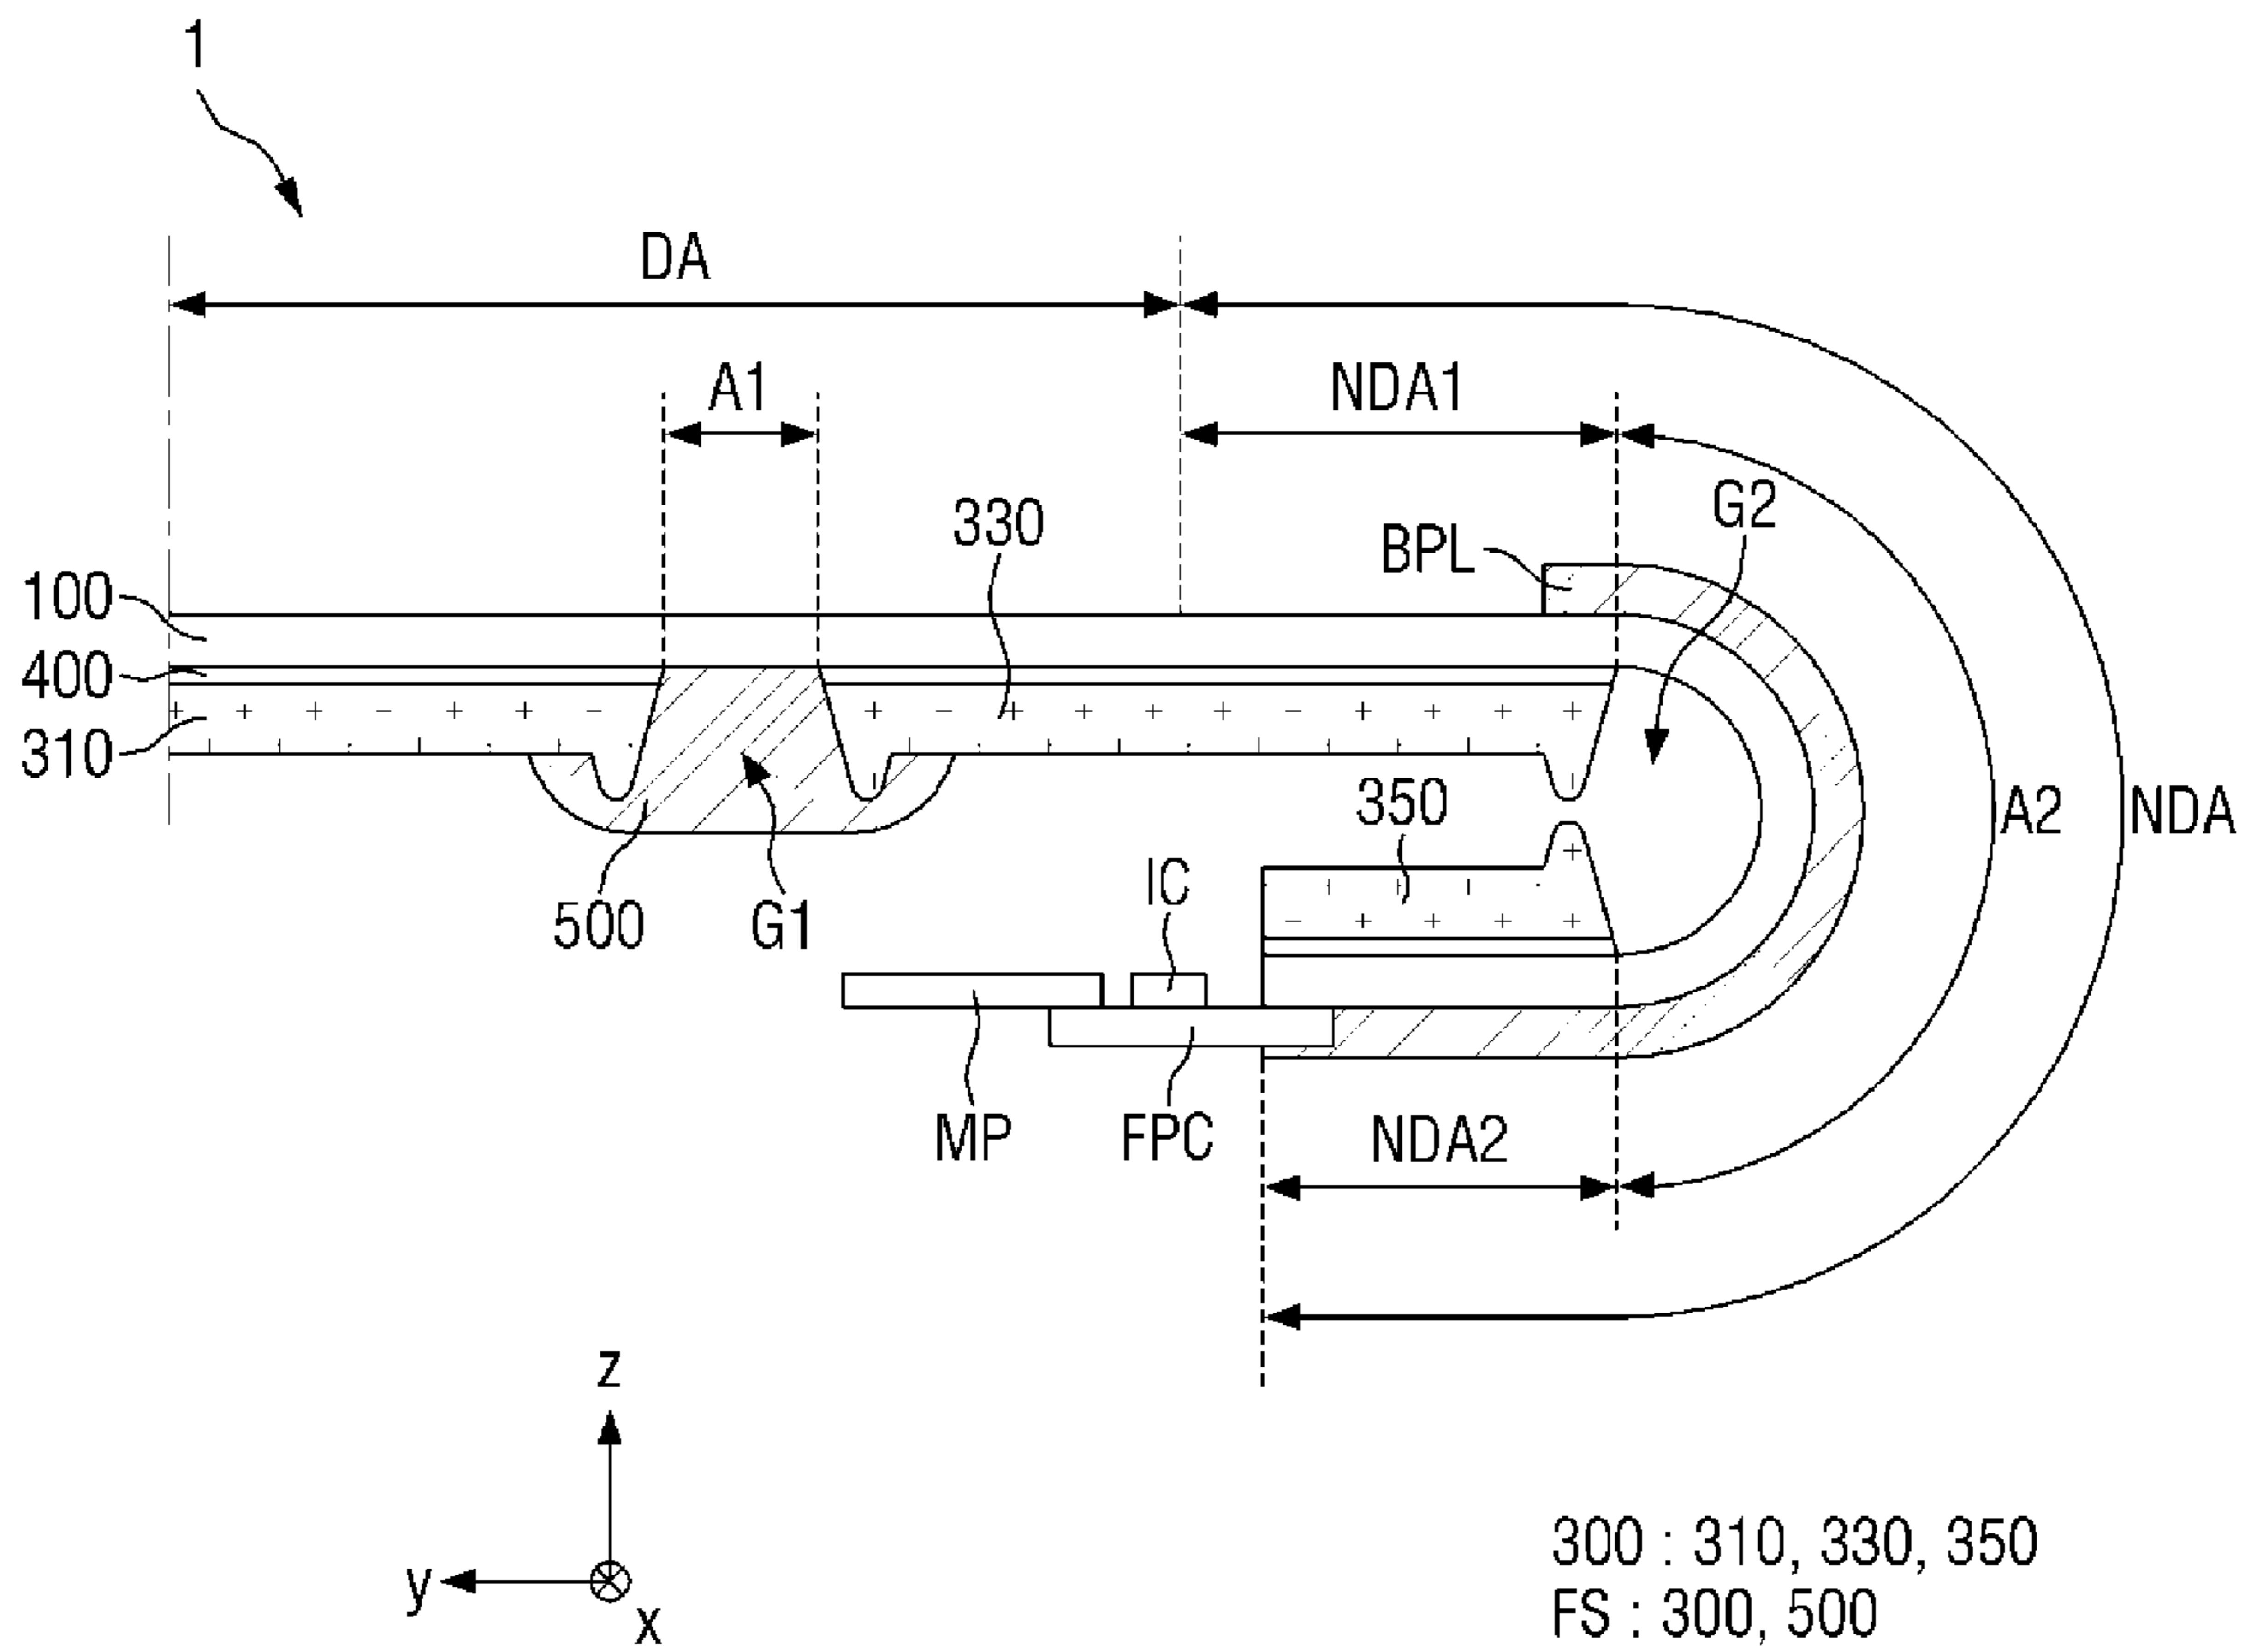 1
DA
A1
NDA1
330
G2
BPL
100
400
310
350
A2
NDA
IC
500
G1
MP
FPC
NDA2
z
y
x
300 : 310, 330, 350
FS : 300, 500